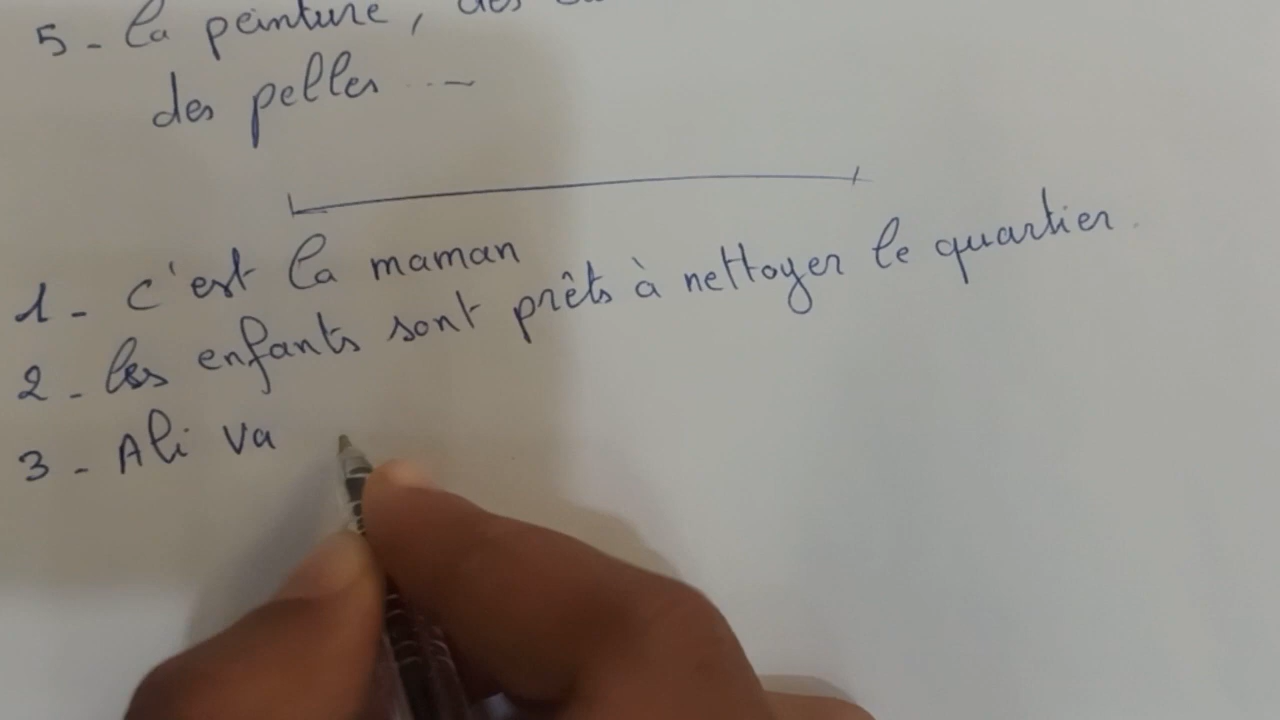 5 - la peinture, des
des pelles ...
1 - c'est la maman
2 - les enfants sont prêts à nettoyer le quartier.
3 - Ali va